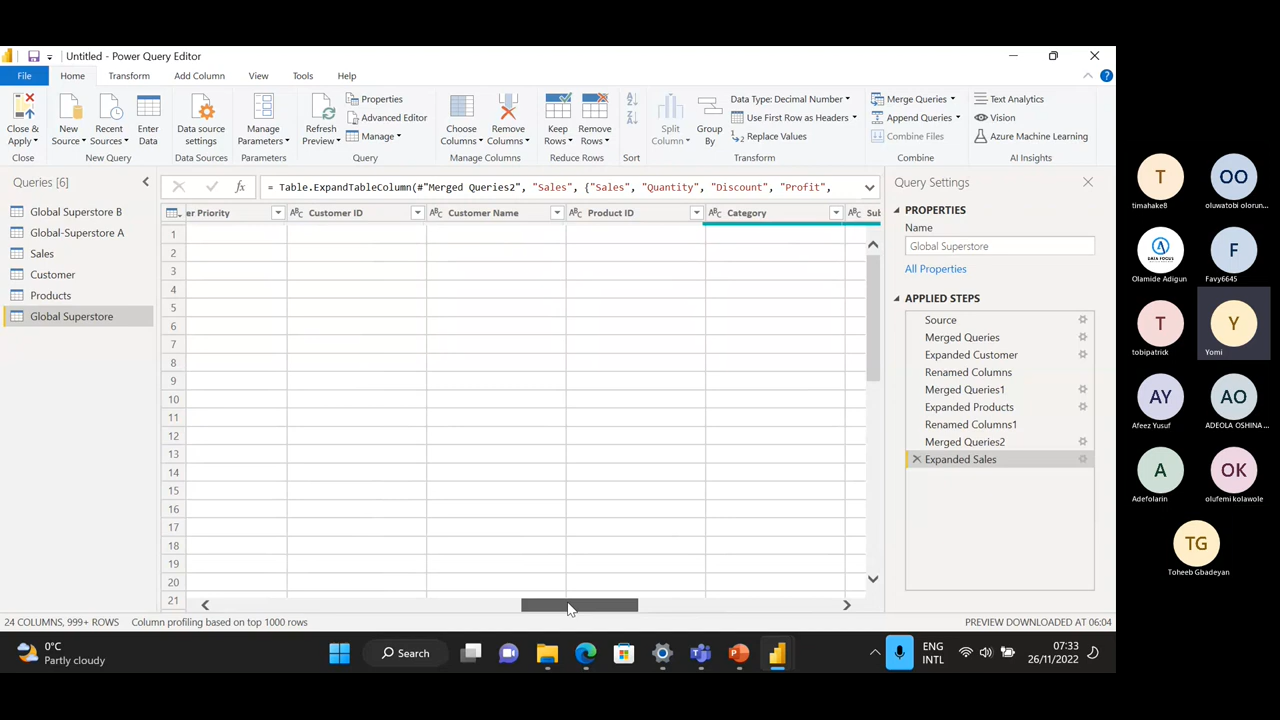 Untitled - Power Query Editor
File
Home
Transform
Add Column
View
Tools
Help
Close &
Apply
Close
New
Source
Recent
Sources
Enter
Data
New Query
Data source
settings
Data Sources
Manage
Parameters
Parameters
Refresh
Preview
Properties
Advanced Editor
Manage
Query
Choose
Columns
Remove
Columns
Manage Columns
Keep
Rows
Remove
Rows
Reduce Rows
Sort
Split
Column
Group
By
Data Type: Decimal Number
Use First Row as Headers
Replace Values
Transform
Merge Queries
Append Queries
Combine Files
Combine
Text Analytics
Vision
Azure Machine Learning
AI Insights
Queries [6]
Global Superstore B
Global-Superstore A
Sales
Customer
Products
Global Superstore
= Table.ExpandTableColumn(#"Merged Queries2", "Sales", {"Sales", "Quantity", "Discount", "Profit",
er Priority
Customer ID
Customer Name
Product ID
Category
Sub
1
2
3
4
5
6
7
8
9
10
11
12
13
14
15
16
17
18
19
20
21
Query Settings
PROPERTIES
Name
Global Superstore
All Properties
APPLIED STEPS
Source
Merged Queries
Expanded Customer
Renamed Columns
Merged Queries1
Expanded Products
Renamed Columns1
Merged Queries2
Expanded Sales
24 COLUMNS, 999+ ROWS
Column profiling based on top 1000 rows
PREVIEW DOWNLOADED AT 06:04
0°C
Partly cloudy
Search
ENG
INTL
07:33
26/11/2022
T
timahake8
OO
oluwatobi olorun...
Olamide Adigun
F
Favy6645
T
tobipatrick
Y
Yomi
AY
Afeez Yusuf
AO
ADEOLA OSHINA ...
A
Adefolarin
OK
olufemi kolawole
TG
Toheeb Gbadeyan